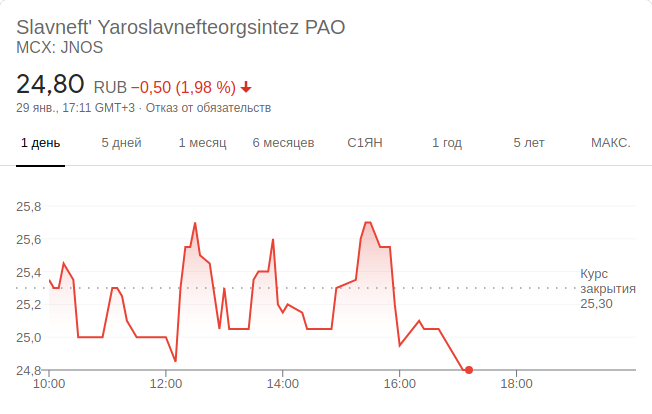 Slavneft' Yaroslavnefteorgsintez PAO
MCX: JNOS
24,80 RUB −0,50 (1,98 %)
29 янв., 17:11 GMT+3 · Отказ от обязательств
1 день 5 дней 1 месяц 6 месяцев С1ЯН 1 год 5 лет МАКС.
25,8
25,6
25,4
25,2
25,0
24,8
Курс
закрытия
25,30
10:00 12:00 14:00 16:00 18:00